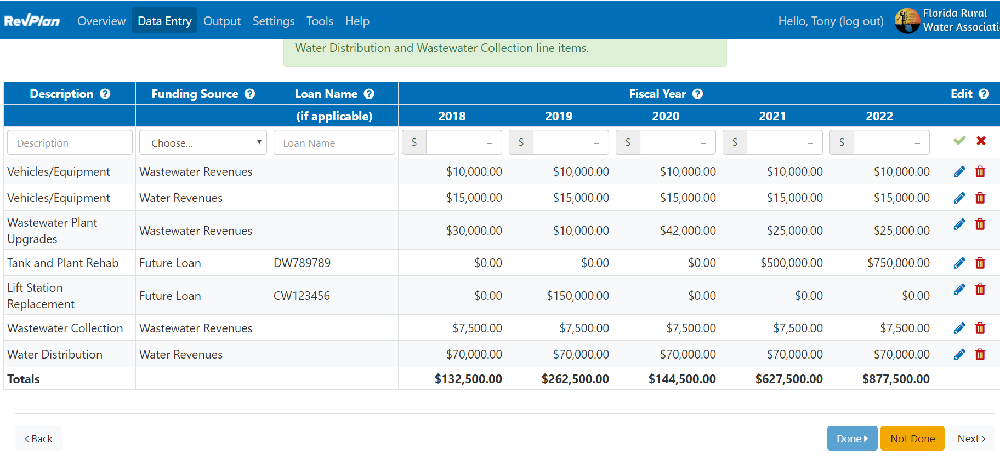 RevPlan Overview Data Entry Output Settings Tools Help Hello, Tony (log out) Florida Rural
Water Associati
Water Distribution and Wastewater Collection line items.
Description Funding Source Loan Name Fiscal Year Edit
(if applicable) 2018 2019 2020 2021 2022
Description Choose... Loan Name $ – $ – $ – $ – $ –
Vehicles/Equipment Wastewater Revenues $10,000.00 $10,000.00 $10,000.00 $10,000.00 $10,000.00
Vehicles/Equipment Water Revenues $15,000.00 $15,000.00 $15,000.00 $15,000.00 $15,000.00
Wastewater Plant
Upgrades Wastewater Revenues $30,000.00 $10,000.00 $42,000.00 $25,000.00 $25,000.00
Tank and Plant Rehab Future Loan DW789789 $0.00 $0.00 $0.00 $500,000.00 $750,000.00
Lift Station
Replacement Future Loan CW123456 $0.00 $150,000.00 $0.00 $0.00 $0.00
Wastewater Collection Wastewater Revenues $7,500.00 $7,500.00 $7,500.00 $7,500.00 $7,500.00
Water Distribution Water Revenues $70,000.00 $70,000.00 $70,000.00 $70,000.00 $70,000.00
Totals $132,500.00 $262,500.00 $144,500.00 $627,500.00 $877,500.00
‹ Back Done Not Done Next ›